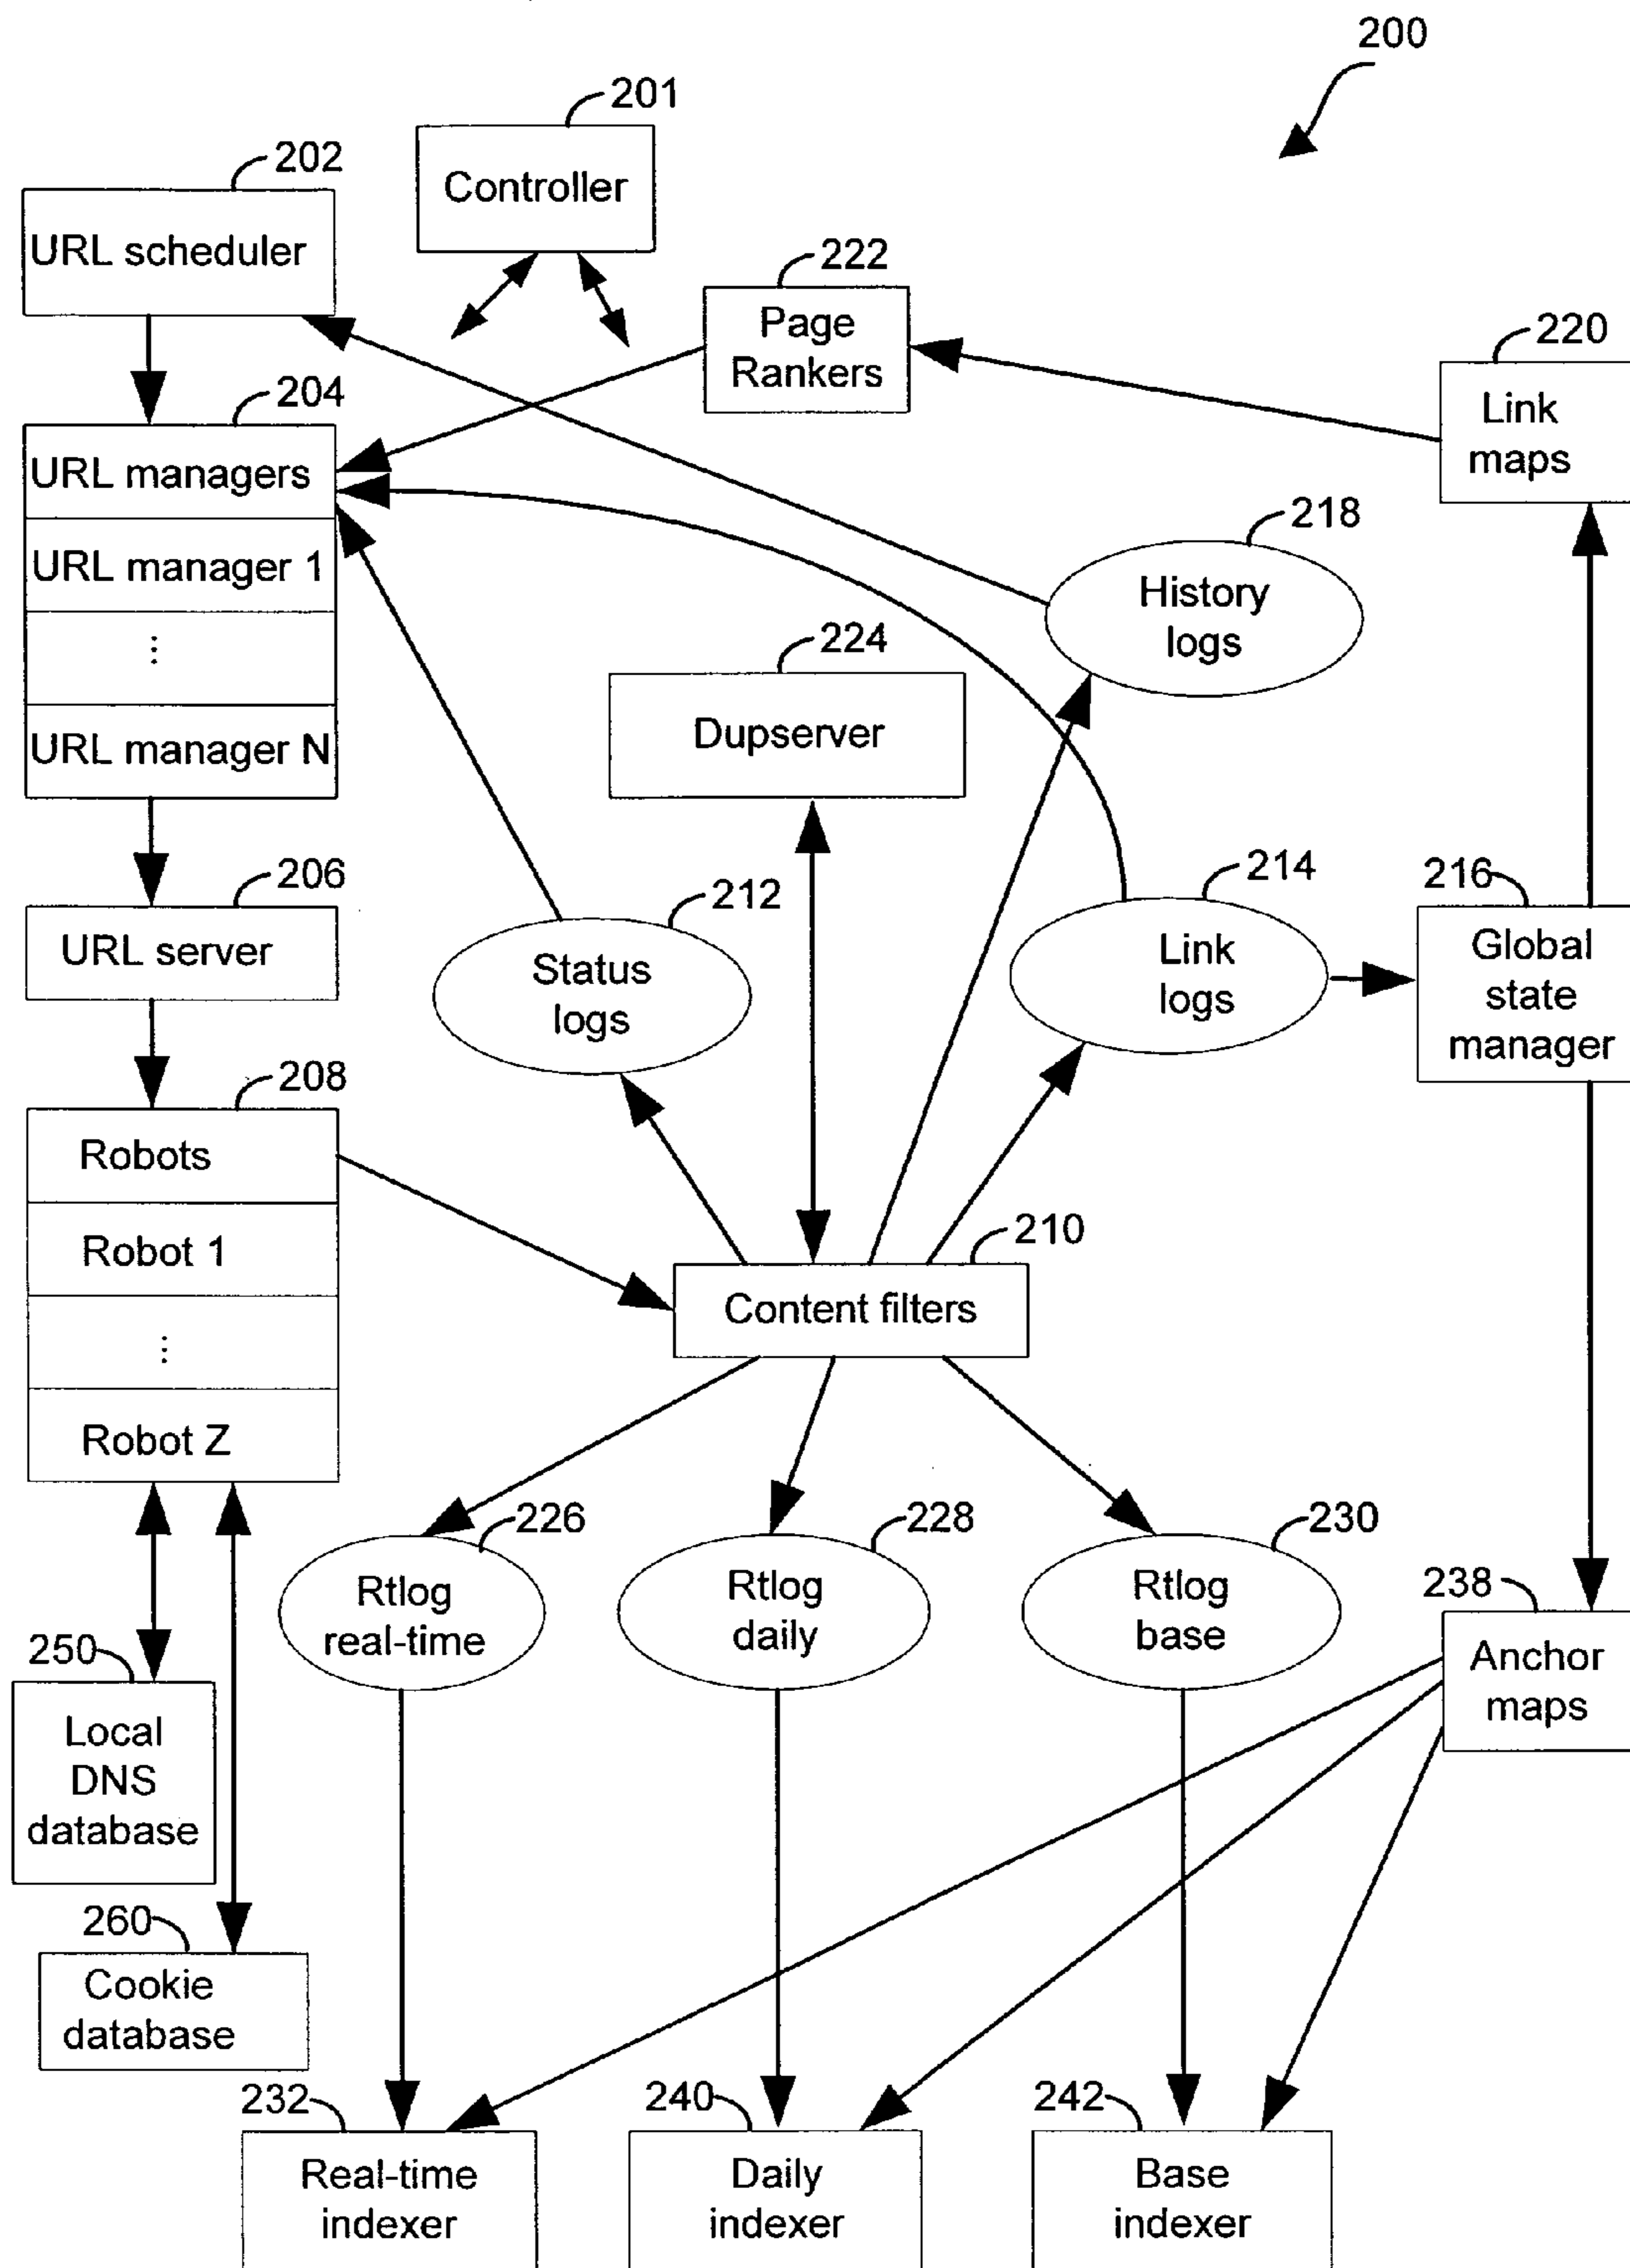 200
201
Controller
202
URL scheduler
222
Page
Rankers
220
Link
maps
204
URL managers
URL manager 1
⋮
URL manager N
218
History
logs
224
Dupserver
206
URL server
212
Status
logs
214
Link
logs
216
Global
state
manager
208
Robots
Robot 1
⋮
Robot Z
210
Content filters
226
Rtlog
real-time
228
Rtlog
daily
230
Rtlog
base
238
Anchor
maps
250
Local
DNS
database
260
Cookie
database
232
Real-time
indexer
240
Daily
indexer
242
Base
indexer